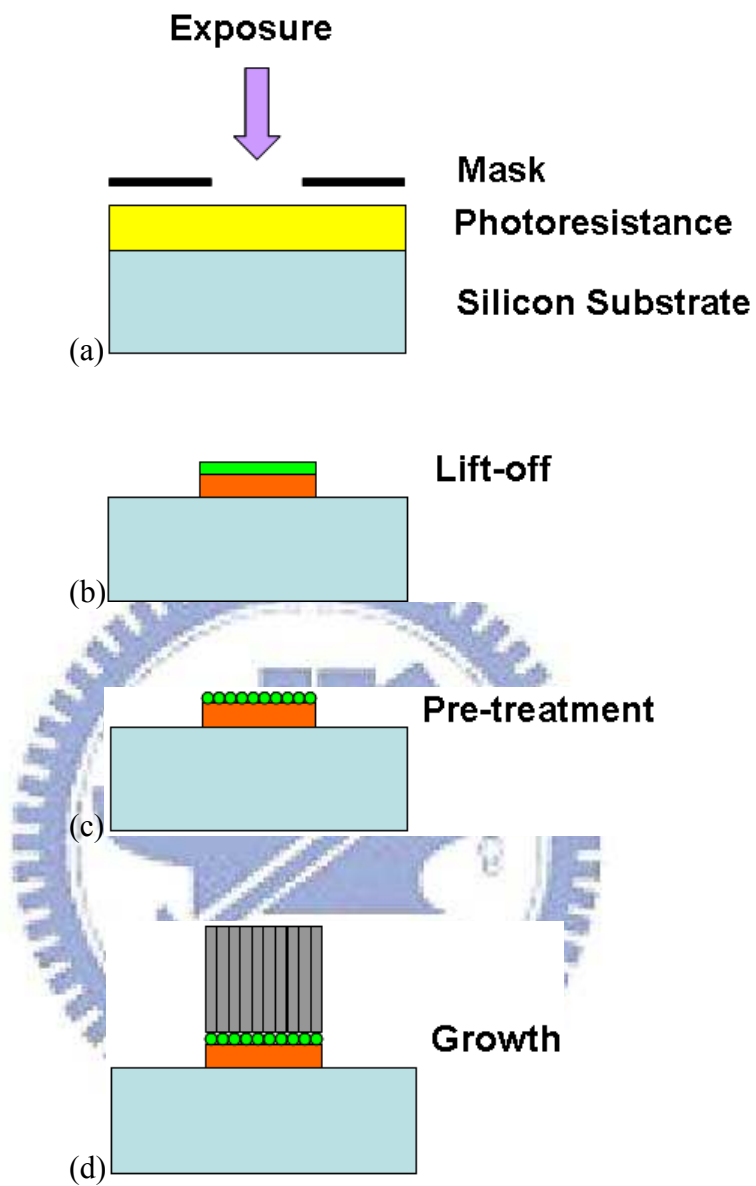 Exposure
Mask
Photoresistance
Silicon Substrate
(a)
Lift-off
(b)
Pre-treatment
(c)
Growth
(d)